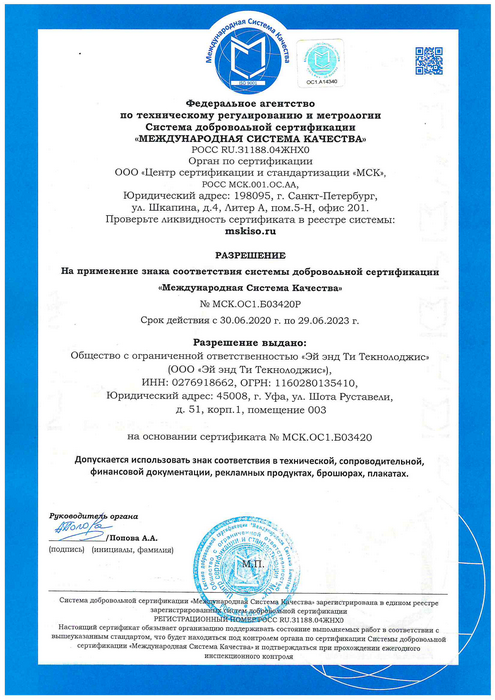 Международная Система Качества
ISO 9001
ОС1.А14340
Федеральное агентство
по техническому регулированию и метрологии
Система добровольной сертификации
«МЕЖДУНАРОДНАЯ СИСТЕМА КАЧЕСТВА»
РОСС RU.31188.04ЖНХ0
Орган по сертификации
ООО «Центр сертификации и стандартизации «МСК»,
РОСС МСК.001.ОС.АА,
Юридический адрес: 198095, г. Санкт-Петербург,
ул. Шкапина, д.4, Литер А, пом.5-Н, офис 201.
Проверьте ликвидность сертификата в реестре системы:
mskiso.ru
РАЗРЕШЕНИЕ
На применение знака соответствия системы добровольной сертификации
«Международная Система Качества»
№ МСК.ОС1.Б03420Р
Срок действия с 30.06.2020 г. по 29.06.2023 г.
Разрешение выдано:
Общество с ограниченной ответственностью «Эй энд Ти Текнолоджис»
(ООО «Эй энд Ти Текнолоджис»),
ИНН: 0276918662, ОГРН: 1160280135410,
Юридический адрес: 45008, г. Уфа, ул. Шота Руставели,
д. 51, корп.1, помещение 003
на основании сертификата № МСК.ОС1.Б03420
Допускается использовать знак соответствия в технической, сопроводительной,
финансовой документации, рекламных продуктах, брошюрах, плакатах.
Руководитель органа
/Попова А.А.
(подпись) (инициалы, фамилия)
М.П.
Система добровольной сертификации «Международная Система Качества» зарегистрирована в едином реестре
зарегистрированных систем добровольной сертификации
РЕГИСТРАЦИОННЫЙ НОМЕР РОСС RU.31188.04ЖНХ0
Настоящий сертификат обязывает организацию поддерживать состояние выполняемых работ в соответствии с
вышеуказанным стандартом, что будет находиться под контролем органа по сертификации Системы добровольной
сертификации «Международная Система Качества» и подтверждаться при прохождении ежегодного
инспекционного контроля